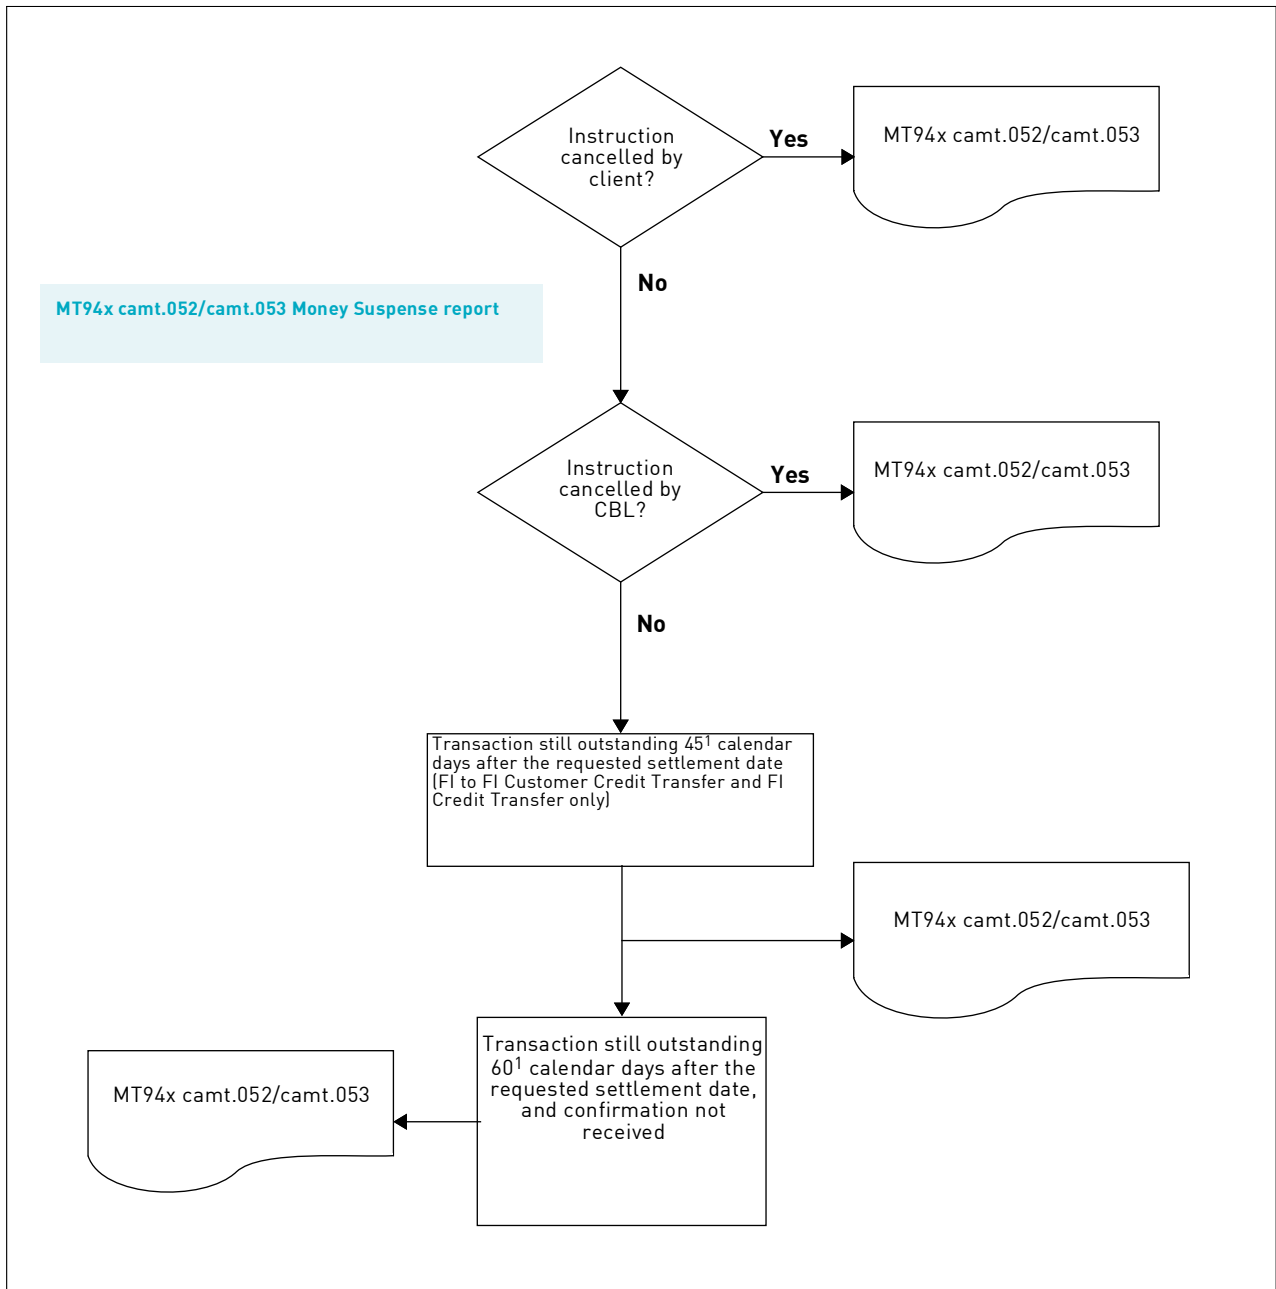 Instruction
cancelled by
client?
Yes
MT94x camt.052/camt.053
No
MT94x camt.052/camt.053 Money Suspense report
Instruction
cancelled by
CBL?
Yes
MT94x camt.052/camt.053
No
Transaction still outstanding 45¹ calendar
days after the requested settlement date
(FI to FI Customer Credit Transfer and FI
Credit Transfer only)
MT94x camt.052/camt.053
Transaction still outstanding
60¹ calendar days after the
requested settlement date,
and confirmation not
received
MT94x camt.052/camt.053